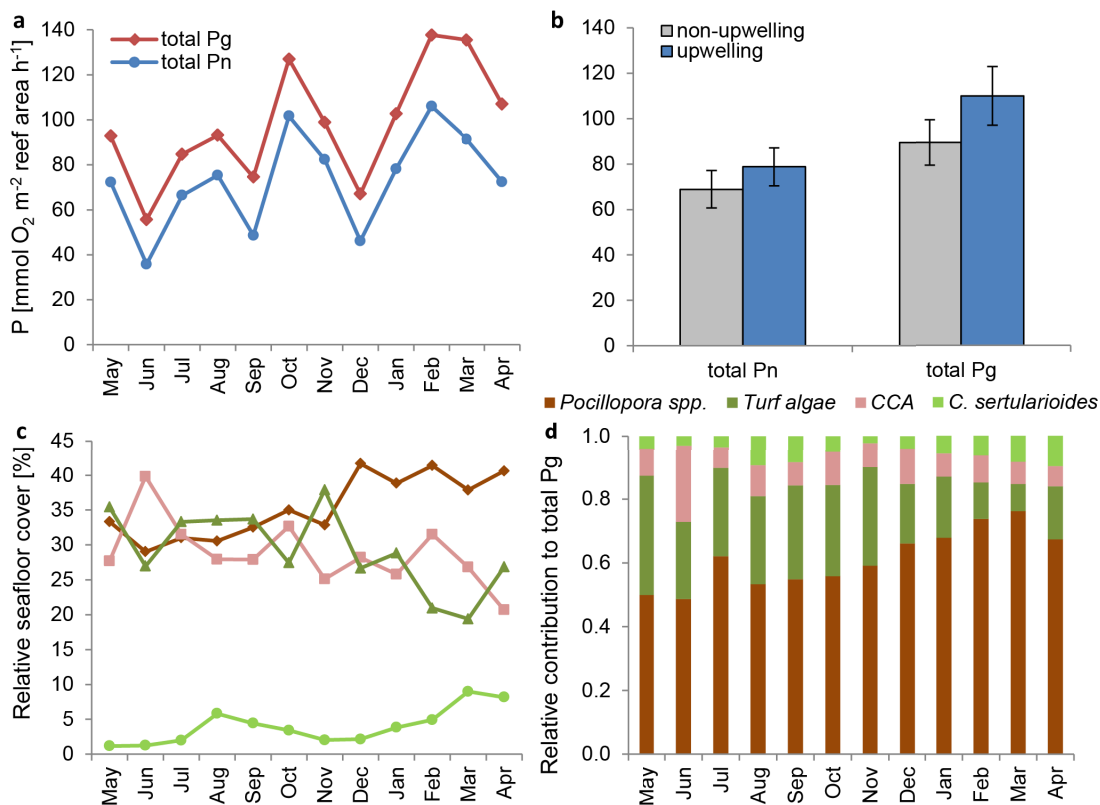 a
P [mmol O2 m-2 reef area h-1]
140
120
100
80
60
40
20
0
total Pg
total Pn
May Jun Jul Aug Sep Oct Nov Dec Jan Feb Mar Apr
b
140
120
100
80
60
40
20
0
non-upwelling
upwelling
total Pn total Pg
Pocillopora spp. Turf algae CCA C. sertularioides
c
Relative seafloor cover [%]
45
40
35
30
25
20
15
10
5
0
May Jun Jul Aug Sep Oct Nov Dec Jan Feb Mar Apr
d
Relative contribution to total Pg
1.0
0.8
0.6
0.4
0.2
0.0
May Jun Jul Aug Sep Oct Nov Dec Jan Feb Mar Apr